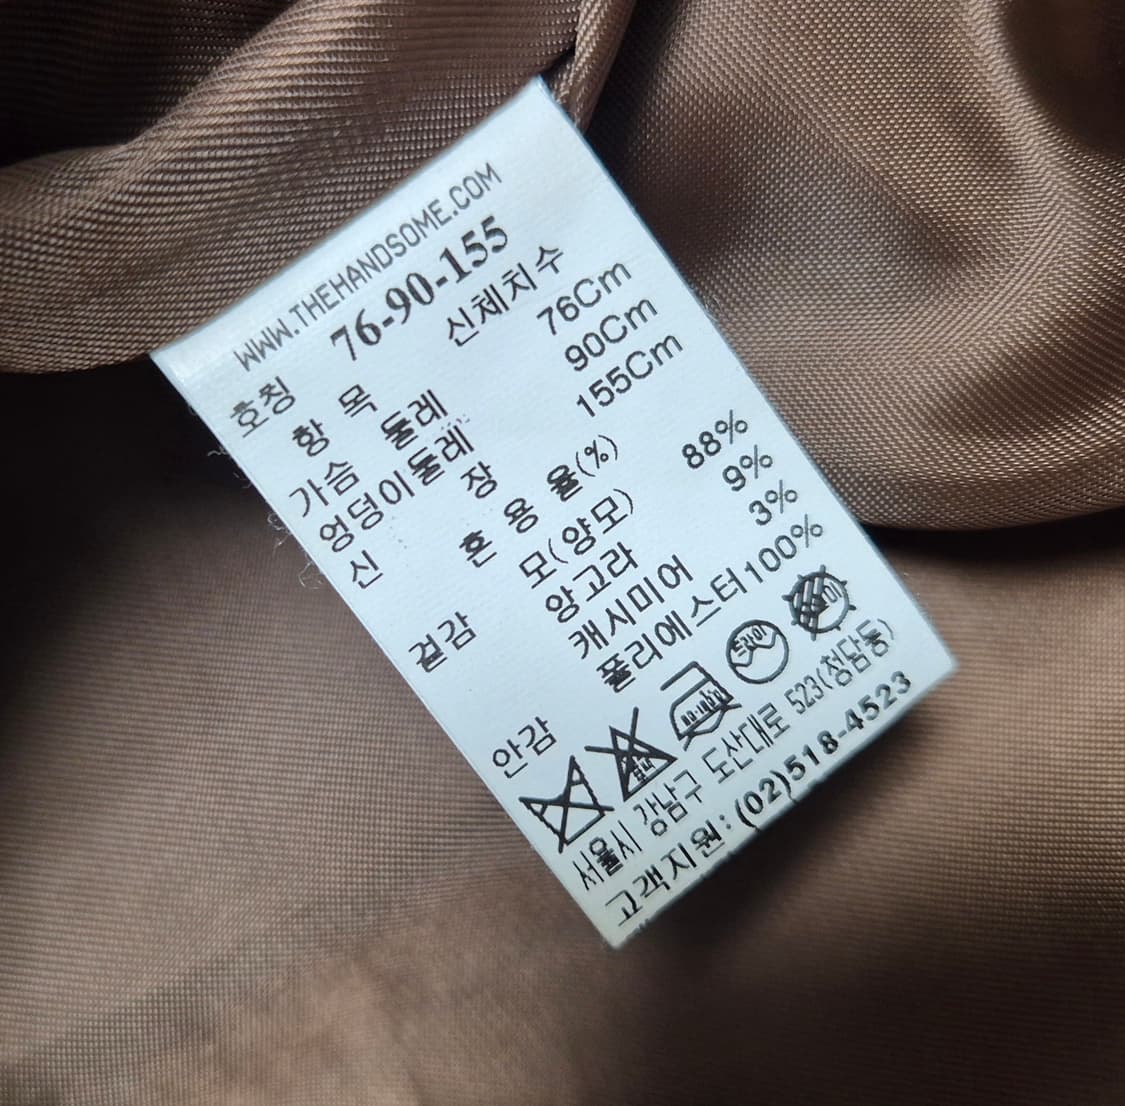 WWW.THEHANDSOME.COM
호칭 76-90-155
항 목 신체치수
가슴 둘레 76Cm
엉덩이둘레 90Cm
신 장 155Cm
혼 용 율(%)
겉감 모(양모) 88%
앙고라 9%
캐시미어 3%
안감 폴리에스터100%
서울시 강남구 도산대로 523(청담동)
고객지원:(02)518-4523